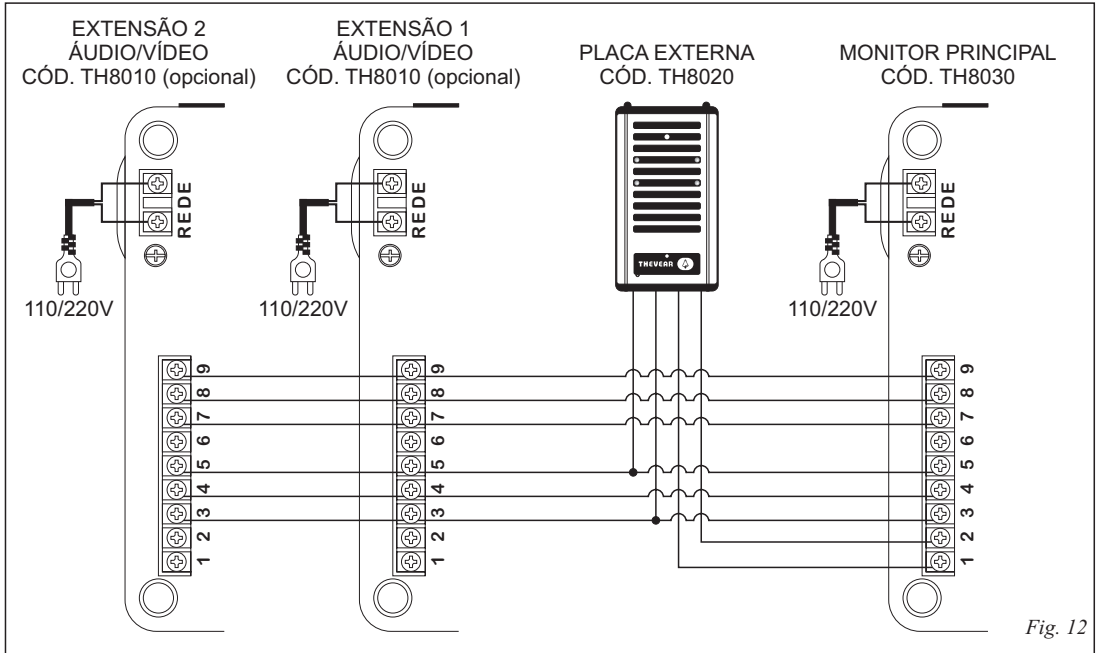 EXTENSÃO 2
ÁUDIO/VÍDEO
CÓD. TH8010 (opcional)
EXTENSÃO 1
ÁUDIO/VÍDEO
CÓD. TH8010 (opcional)
PLACA EXTERNA
CÓD. TH8020
MONITOR PRINCIPAL
CÓD. TH8030
REDE
110/220V
REDE
110/220V
THEVEAR
REDE
110/220V
9
8
7
6
5
4
3
2
1
9
8
7
6
5
4
3
2
1
9
8
7
6
5
4
3
2
1
Fig. 12